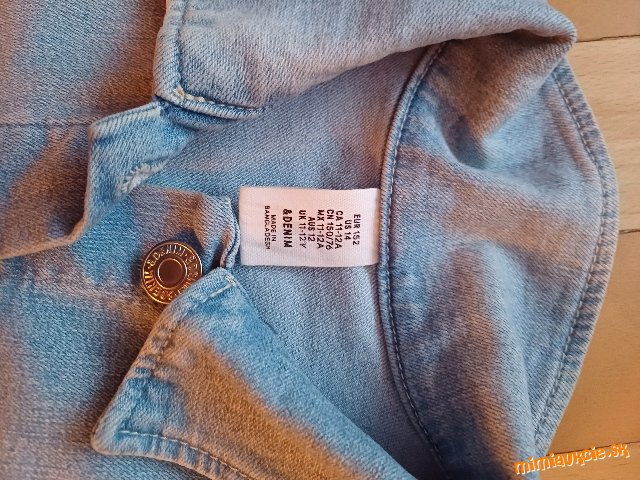 EUR 152
US 14
CA 11-12A
CN 150/76
MX 11-12A
AUS 12
UK 11-12Y
&DENIM
MADE IN
BANGLADESH
&DENIM
mimiaukcie.sk